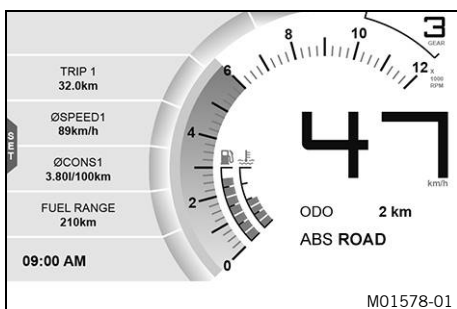 3
GEAR
8
10
12
X
1000
RPM
6
4
2
0
TRIP 1
32.0km
ØSPEED1
89km/h
ØCONS1
3.80l/100km
FUEL RANGE
210km
09:00 AM
SET
47
km/h
ODO 2 km
ABS ROAD
M01578-01